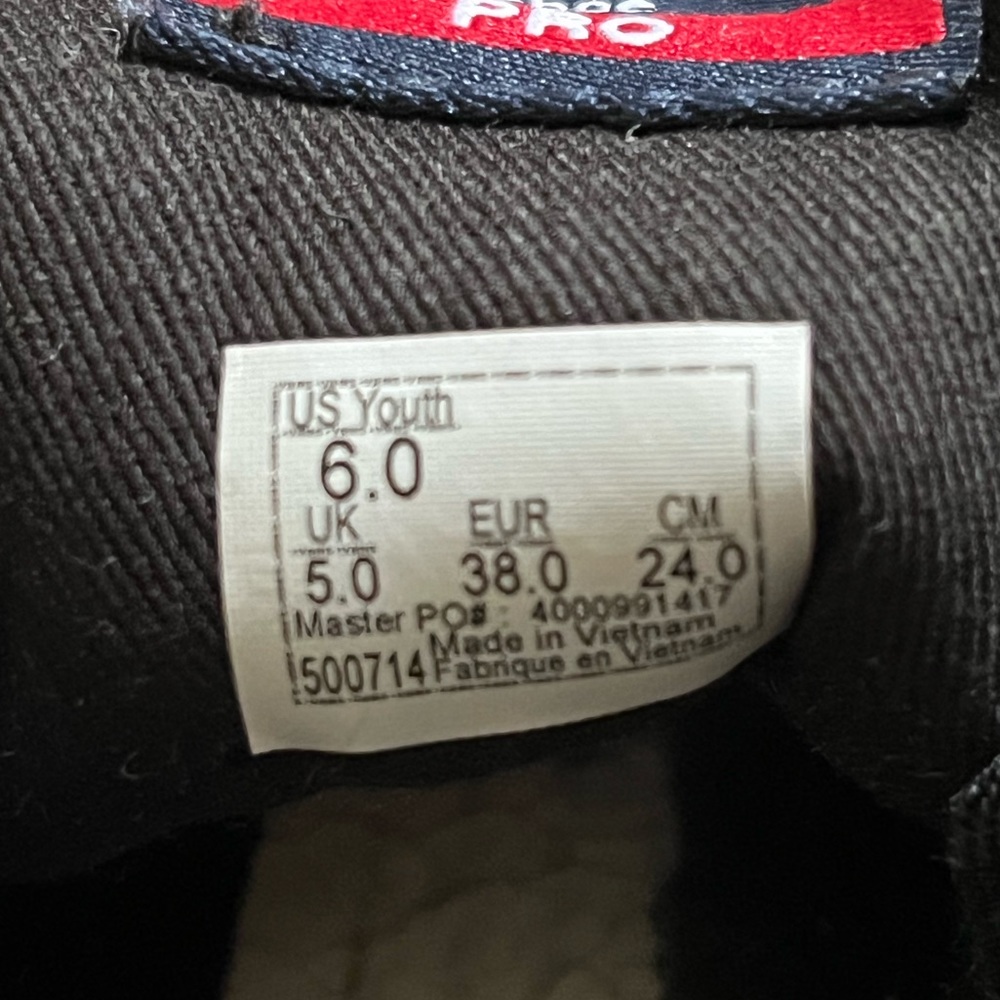 PRO
US Youth
6.0
UK EUR CM
5.0 38.0 24.0
Master PO# : 4000991417
Made in Vietnam
500714 Fabrique en Vietnam